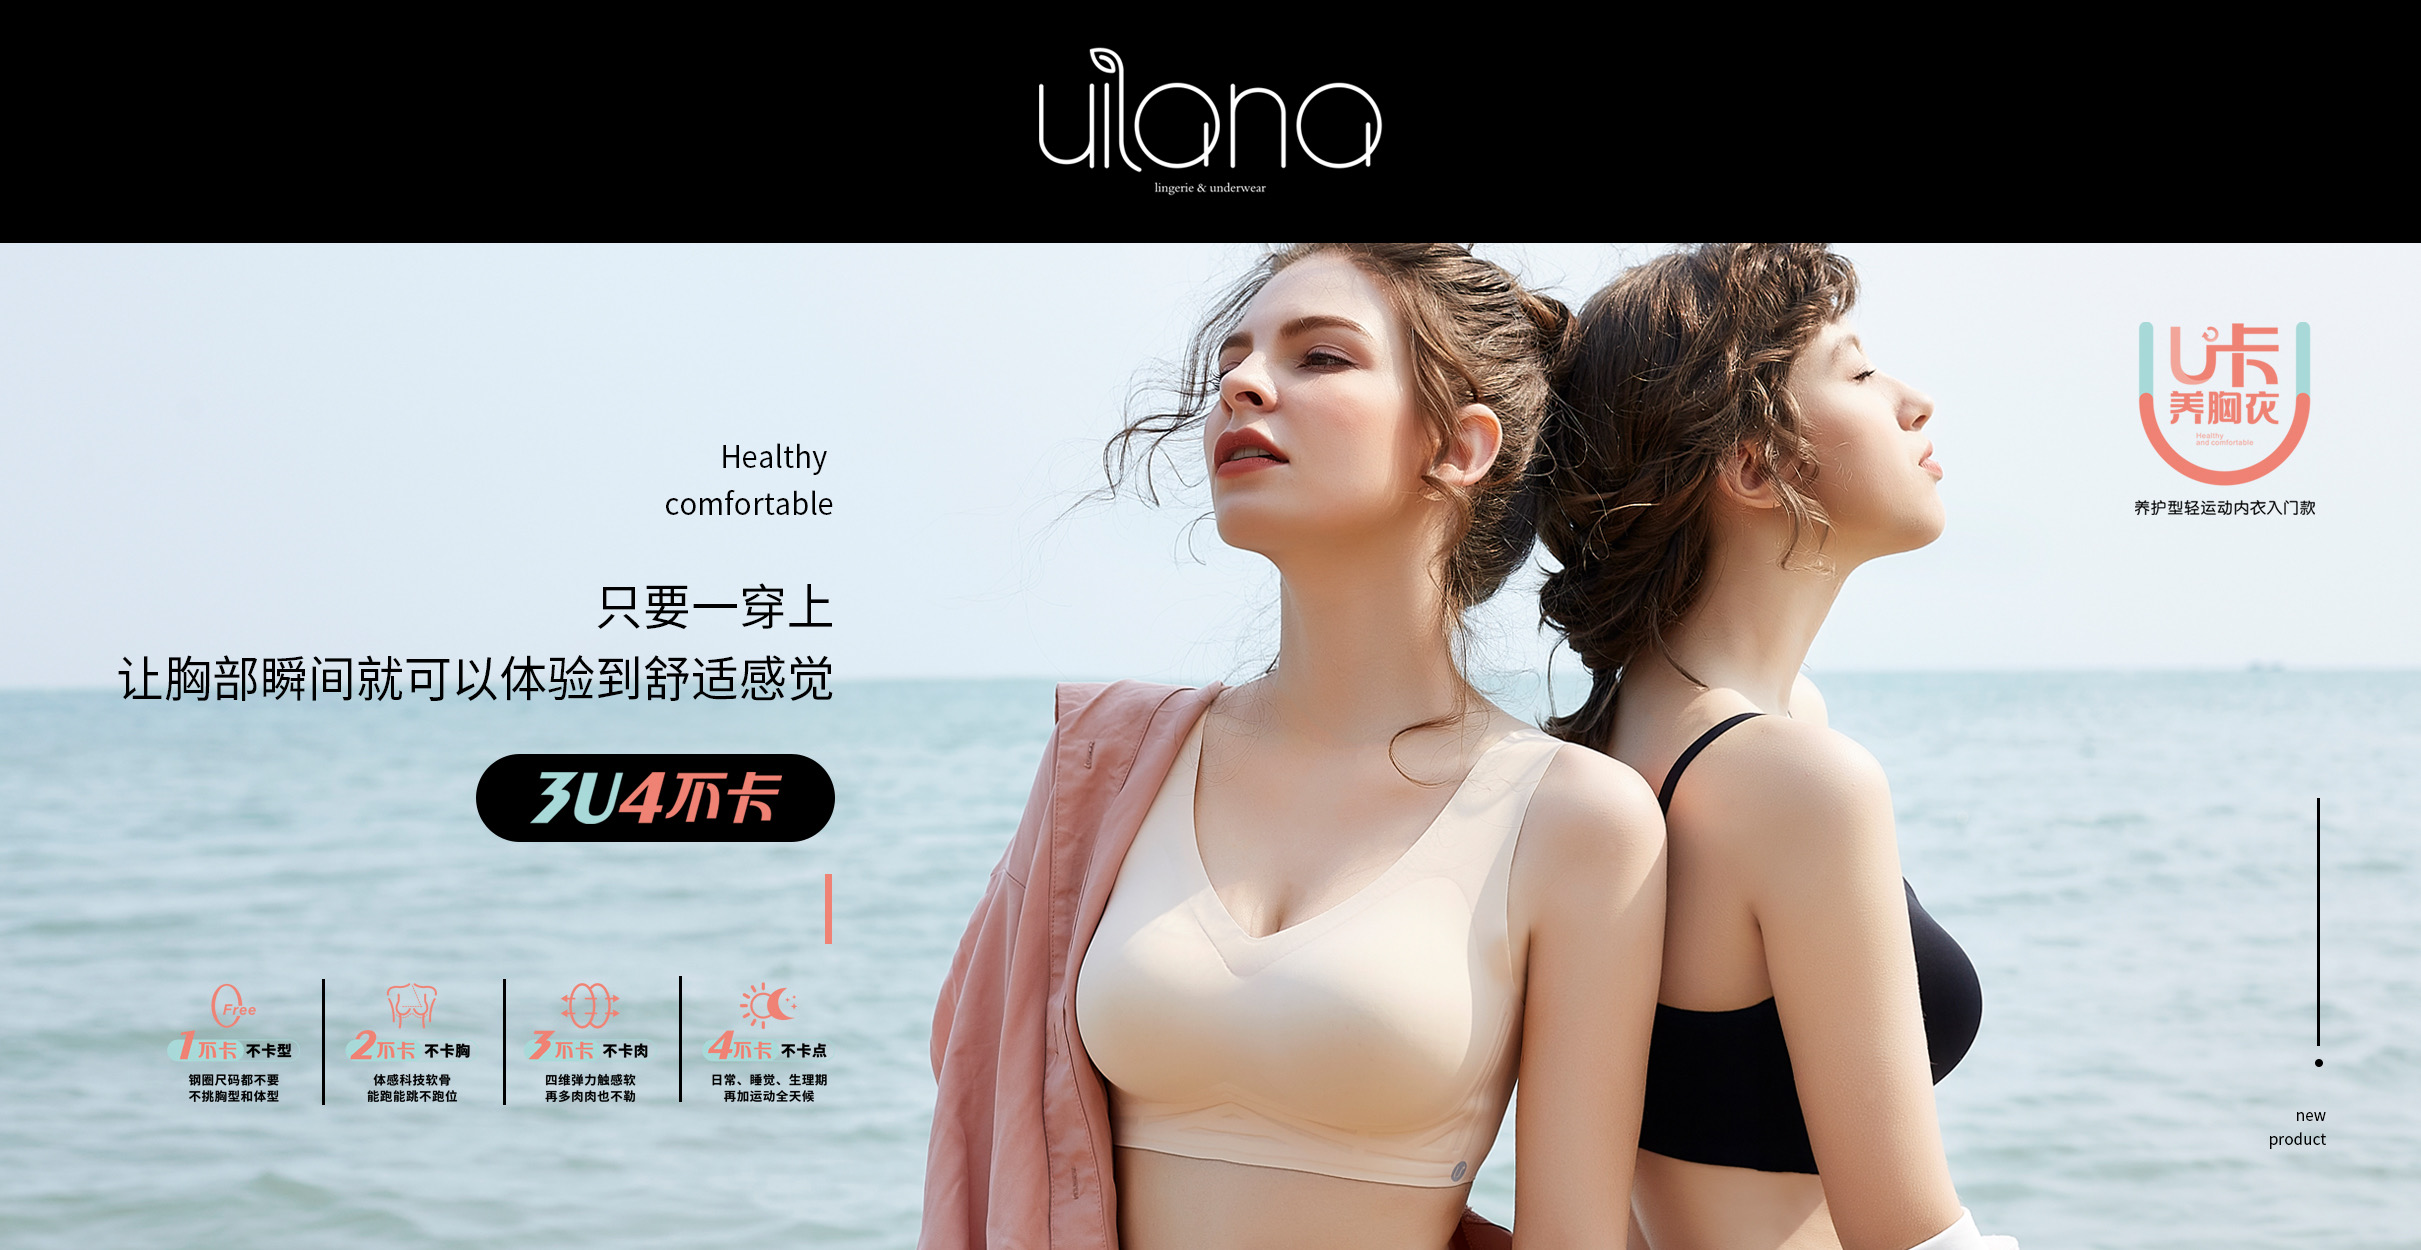 uilana
lingerie & underwear
U卡
养胸衣
Healthy
and comfortable
养护型轻运动内衣入门款
Healthy
comfortable
只要一穿上
让胸部瞬间就可以体验到舒适感觉
3U4不卡
Free
1不卡 不卡型
钢圈尺码都不要
不挑胸型和体型
2不卡 不卡胸
体感科技软骨
能跑能跳不跑位
3不卡 不卡肉
四维弹力触感软
再多肉肉也不勒
4不卡 不卡点
日常、睡觉、生理期
再加运动全天候
new
product